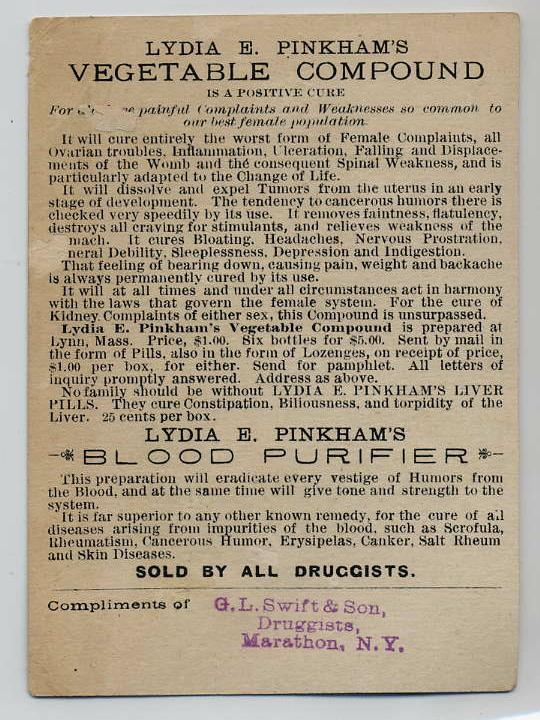 LYDIA E. PINKHAM'S
VEGETABLE COMPOUND
IS A POSITIVE CURE
For painful Complaints and Weaknesses so common to
our best female population.
It will cure entirely the worst form of Female Complaints, all
Ovarian troubles, Inflammation, Ulceration, Falling and Displace-
ments of the Womb and the consequent Spinal Weakness, and is
particularly adapted to the Change of Life.
It will dissolve and expel Tumors from the uterus in an early
stage of development. The tendency to cancerous humors there is
checked very speedily by its use. It removes faintness, flatulency,
destroys all craving for stimulants, and relieves weakness of the
mach. It cures Bloating, Headaches, Nervous Prostration,
neral Debility, Sleeplessness, Depression and Indigestion.
That feeling of bearing down, causing pain, weight and backache
is always permanently cured by its use.
It will at all times and under all circumstances act in harmony
with the laws that govern the female system. For the cure of
Kidney Complaints of either sex, this Compound is unsurpassed.
Lydia E. Pinkham's Vegetable Compound is prepared at
Lynn, Mass. Price, $1.00. Six bottles for $5.00. Sent by mail in
the form of Pills, also in the form of Lozenges, on receipt of price,
$1.00 per box, for either. Send for pamphlet. All letters of
inquiry promptly answered. Address as above.
No family should be without LYDIA E. PINKHAM'S LIVER
PILLS. They cure Constipation, Biliousness, and torpidity of the
Liver. 25 cents per box.
LYDIA E. PINKHAM'S
BLOOD PURIFIER
This preparation will eradicate every vestige of Humors from
the Blood, and at the same time will give tone and strength to the
system.
It is far superior to any other known remedy, for the cure of all
diseases arising from impurities of the blood, such as Scrofula,
Rheumatism, Cancerous Humor, Erysipelas, Canker, Salt Rheum
and Skin Diseases.
SOLD BY ALL DRUGGISTS.
Compliments of G. L. Swift & Son,
Druggists,
Marathon, N. Y.